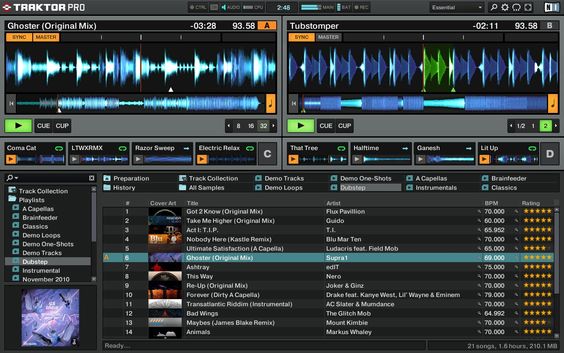 TRAKTOR PRO
CTRL AUDIO CPU 2:48 MAIN BAT REC Essential
Ghoster (Original Mix) -03:28 93.58 A
SYNC MASTER
CUE CUP 8 16 32
Tubstomper -02:11 93.58 B
SYNC MASTER
CUE CUP 1/2 1 2
Coma Cat LTWXRMX Razor Sweep Electric Relax C
That Tree Halftime Ganesh Lit Up D
Preparation Track Collection Demo Tracks Demo One-Shots A Capellas Brainfeeder
History All Samples Demo Loops Dubstep Instrumentals Classics
Track Collection
Playlists
A Capellas
Brainfeeder
Classics
Demo Loops
Demo One-Shots
Demo Tracks
Dubstep
Instrumental
November 2010
# Cover Art Title Artist BPM Rating
1 Got 2 Know (Original Mix) Flux Pavillion 70.000
2 Take Me Higher (Original Mix) Guido 60.000
3 Act I: T.I.P. T.I. 65.952
4 Nobody Here (Kastle Remix) Blu Mar Ten 70.000
5 Ultimate Satisfaction (A Capella) Ludacris feat. Field Mob 60.000
A 6 Ghoster (Original Mix) Supra1 69.000
7 Ashtray edIT 75.000
8 This Way Nero 70.000
9 Re-Up (Original Mix) Joker & Ginz 70.000
10 Forever (Dirty A Capella) Drake feat. Kanye West, Lil' Wayne & Eminem 60.000
11 Transatlantic Riddim (Instrumental) AC Slater & Mumdance 60.000
12 Bad Wings The Glitch Mob 64.992
13 Maybes (James Blake Remix) Mount Kimbie 70.000
14 Animals Markus Whaley 70.000
Ready.... 21 songs, 1.6 hours, 210.1 MB